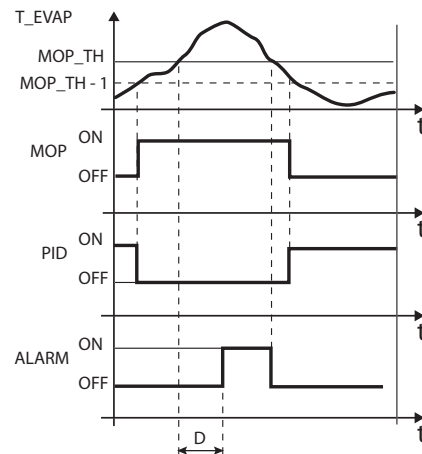 T_EVAP
MOP_TH
MOP_TH - 1
t
MOP
ON
OFF
t
PID
ON
OFF
t
ALARM
ON
OFF
t
D